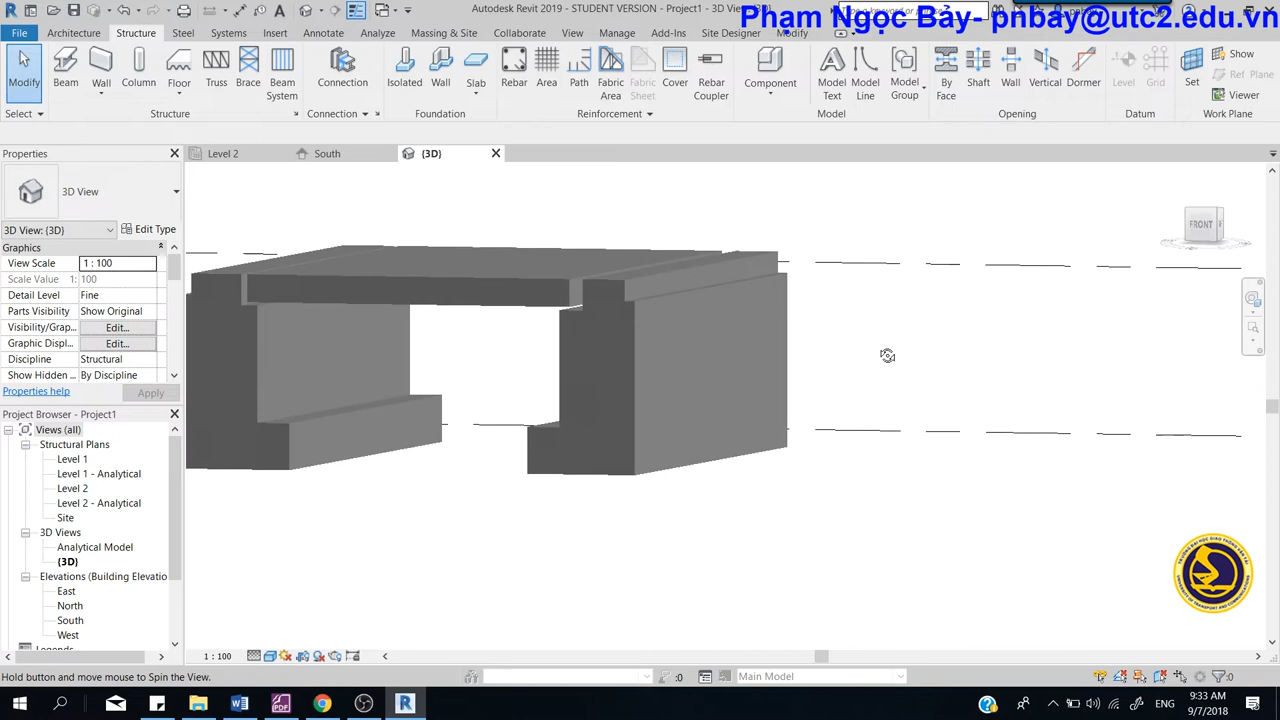 Autodesk Revit 2019 - STUDENT VERSION - Project1 - 3D View
Phạm Ngọc Bảy- pnbay@utc2.edu.vn
File Architecture Structure Steel Systems Insert Annotate Analyze Massing & Site Collaborate View Manage Add-Ins Site Designer Modify
Modify Beam Wall Column Floor Truss Brace Beam System Connection Isolated Wall Slab Rebar Area Path Fabric Area Fabric Sheet Cover Rebar Coupler Component Model Text Model Line Model Group By Face Shaft Wall Vertical Dormer Level Grid Set Show Ref. Plane Viewer
Select Structure Connection Foundation Reinforcement Model Opening Datum Work Plane
Properties
Level 2 South {3D}
3D View
3D View: {3D} Edit Type
Graphics
View Scale 1 : 100
Scale Value 1: 100
Detail Level Fine
Parts Visibility Show Original
Visibility/Grap... Edit...
Graphic Displ... Edit...
Discipline Structural
Show Hidden By Discipline
Properties help Apply
Project Browser - Project1
Views (all)
Structural Plans
Level 1
Level 1 - Analytical
Level 2
Level 2 - Analytical
Site
3D Views
Analytical Model
{3D}
Elevations (Building Elevatio
East
North
South
West
FRONT
1 : 100
Hold button and move mouse to Spin the View.
:0 Main Model :0
9:33 AM
9/7/2018